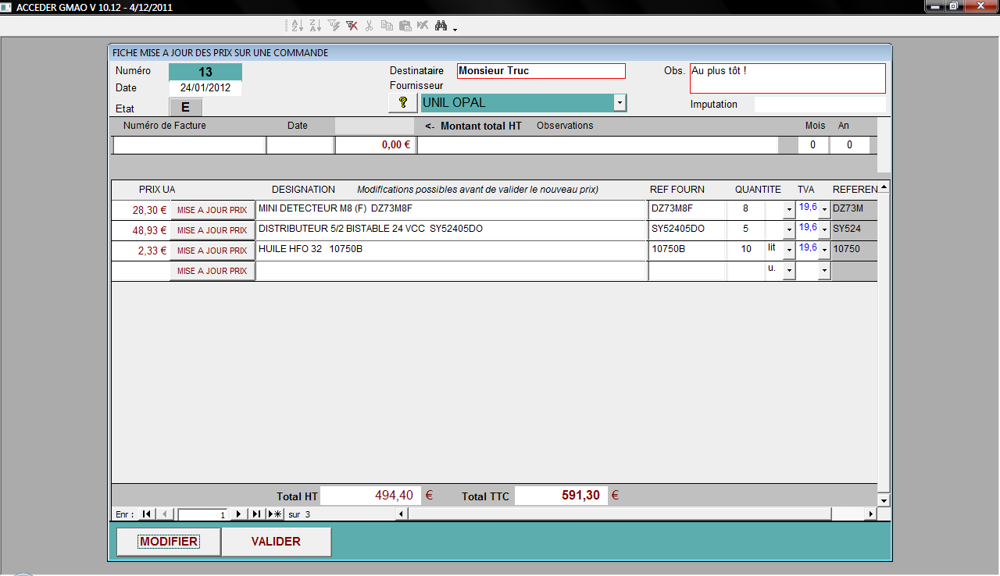 ACCEDER GMAO V 10.12 - 4/12/2011
FICHE MISE A JOUR DES PRIX SUR UNE COMMANDE
Numéro 13 Destinataire Monsieur Truc Obs. Au plus tôt !
Date 24/01/2012 Fournisseur
Etat E ? UNIL OPAL Imputation
Numéro de Facture Date <- Montant total HT Observations Mois An
0,00 € 0 0
PRIX UA DESIGNATION Modifications possibles avant de valider le nouveau prix) REF FOURN QUANTITE TVA REFEREN
28,30 € MISE A JOUR PRIX MINI DETECTEUR M8 (F) DZ73M8F DZ73M8F 8 19,6 DZ73M
48,93 € MISE A JOUR PRIX DISTRIBUTEUR 5/2 BISTABLE 24 VCC SY52405DO SY52405DO 5 19,6 SY524
2,33 € MISE A JOUR PRIX HUILE HFO 32 10750B 10750B 10 lit 19,6 10750
MISE A JOUR PRIX u.
Total HT 494,40 € Total TTC 591,30 €
Enr : 1 sur 3
MODIFIER VALIDER